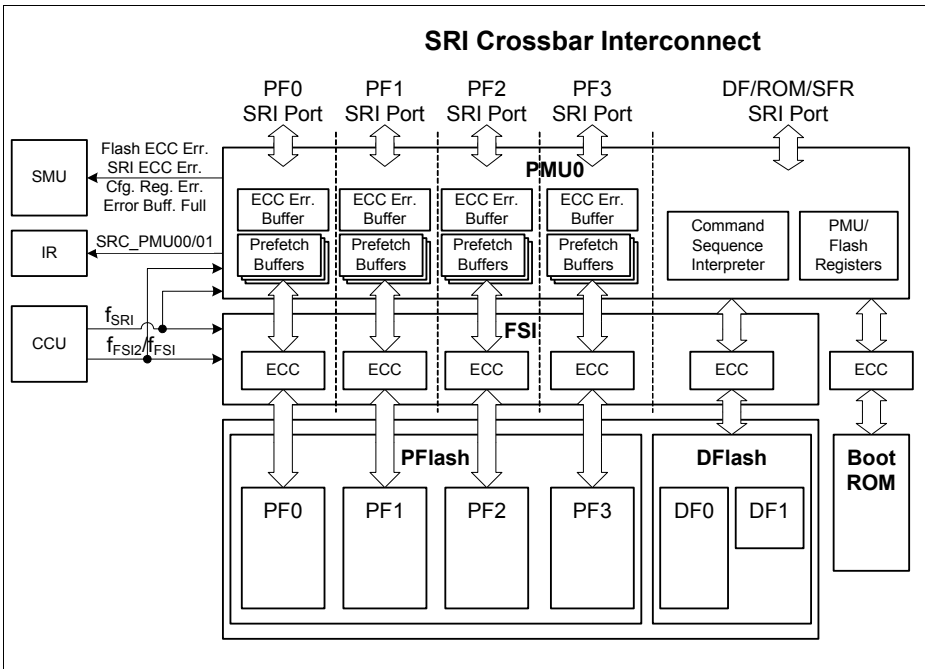 SRI Crossbar Interconnect
PF0
SRI Port
PF1
SRI Port
PF2
SRI Port
PF3
SRI Port
DF/ROM/SFR
SRI Port
SMU
Flash ECC Err.
SRI ECC Err.
Cfg. Reg. Err.
Error Buff. Full
IR
SRC_PMU00/01
CCU
fSRI
fFSI2/fFSI
PMU0
ECC Err.
Buffer
ECC Err.
Buffer
ECC Err.
Buffer
ECC Err.
Buffer
Prefetch
Buffers
Prefetch
Buffers
Prefetch
Buffers
Prefetch
Buffers
Command
Sequence
Interpreter
PMU/
Flash
Registers
FSI
ECC
ECC
ECC
ECC
ECC
ECC
PFlash
PF0
PF1
PF2
PF3
DFlash
DF0
DF1
Boot
ROM